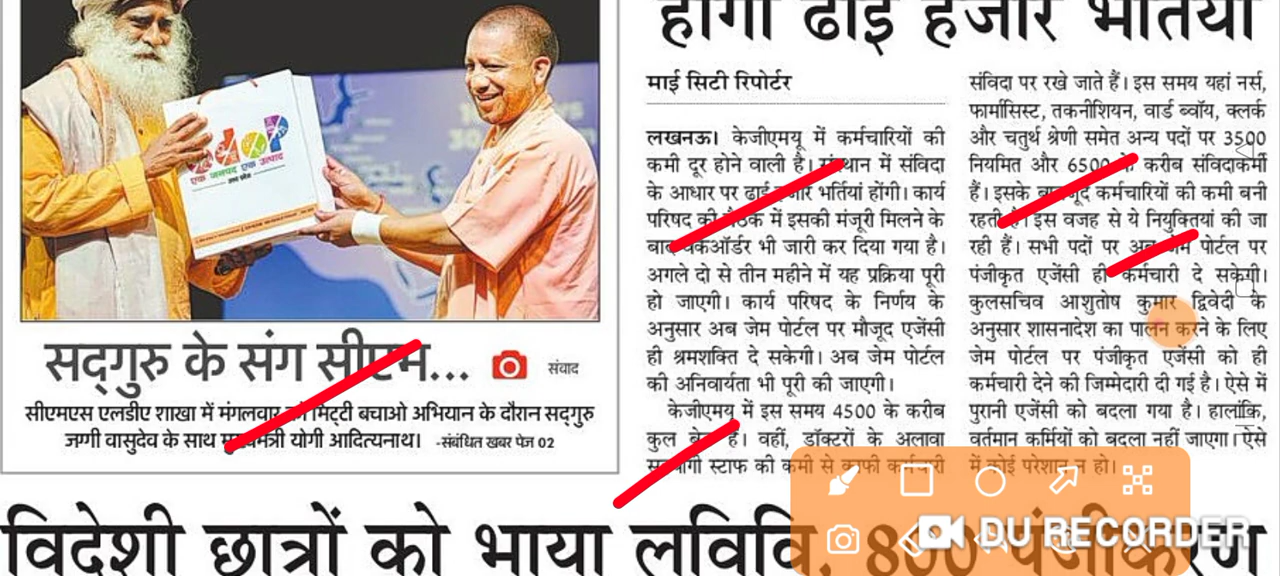 होंगी ढाई हजार भर्तियां
माई सिटी रिपोर्टर
लखनऊ। केजीएमयू में कर्मचारियों की
कमी दूर होने वाली है। में संविदा
के आधार पर ढाई भर्तियां होंगी। कार्य
परिषद की में इसकी मंजूरी मिलने के
बाद वर्कऑर्डर भी जारी कर दिया गया है।
अगले दो से तीन महीने में यह प्रक्रिया पूरी
हो जाएगी। कार्य परिषद के निर्णय के
अनुसार अब जेम पोर्टल पर मौजूद एजेंसी
ही श्रमशक्ति दे सकेगी। अब जेम पोर्टल
की अनिवार्यता भी पूरी की जाएगी।
केजीएमयू में इस समय 4500 के करीब
कुल है। वहीं, डॉक्टरों के अलावा
स्टाफ की कमी से काफी कर्मचारी
संविदा पर रखे जाते हैं। इस समय यहां नर्स,
फार्मासिस्ट, तकनीशियन, वार्ड ब्वॉय, क्लर्क
और चतुर्थ श्रेणी समेत अन्य पदों पर 3500
नियमित और 6500 के करीब संविदाकर्मी
हैं। इसके कर्मचारियों की कमी बनी
रहती है। इस वजह से ये नियुक्तियां की जा
रही हैं। सभी पदों पर अब जेम पोर्टल पर
पंजीकृत एजेंसी ही कर्मचारी दे सकेगी।
कुलसचिव आशुतोष कुमार द्विवेदी के
अनुसार शासनादेश का पालन करने के लिए
जेम पोर्टल पर पंजीकृत एजेंसी को ही
कर्मचारी देने की जिम्मेदारी दी गई है। ऐसे में
पुरानी एजेंसी को बदला गया है। हालांकि,
वर्तमान कर्मियों को बदला नहीं जाएगा। ऐसे
में कोई परेशान न हो।
एक जनपद एक उत्पाद
उत्तर प्रदेश
सद्गुरु के संग सीएम...
संवाद
सीएमएस एलडीए शाखा में मंगलवार को मिट्टी बचाओ अभियान के दौरान सद्गुरु
जग्गी वासुदेव के साथ मुख्यमंत्री योगी आदित्यनाथ। -संबंधित खबर पेज 02
विदेशी छात्रों को भाया लविवि, 800 पंजीकरण
DU RECORDER